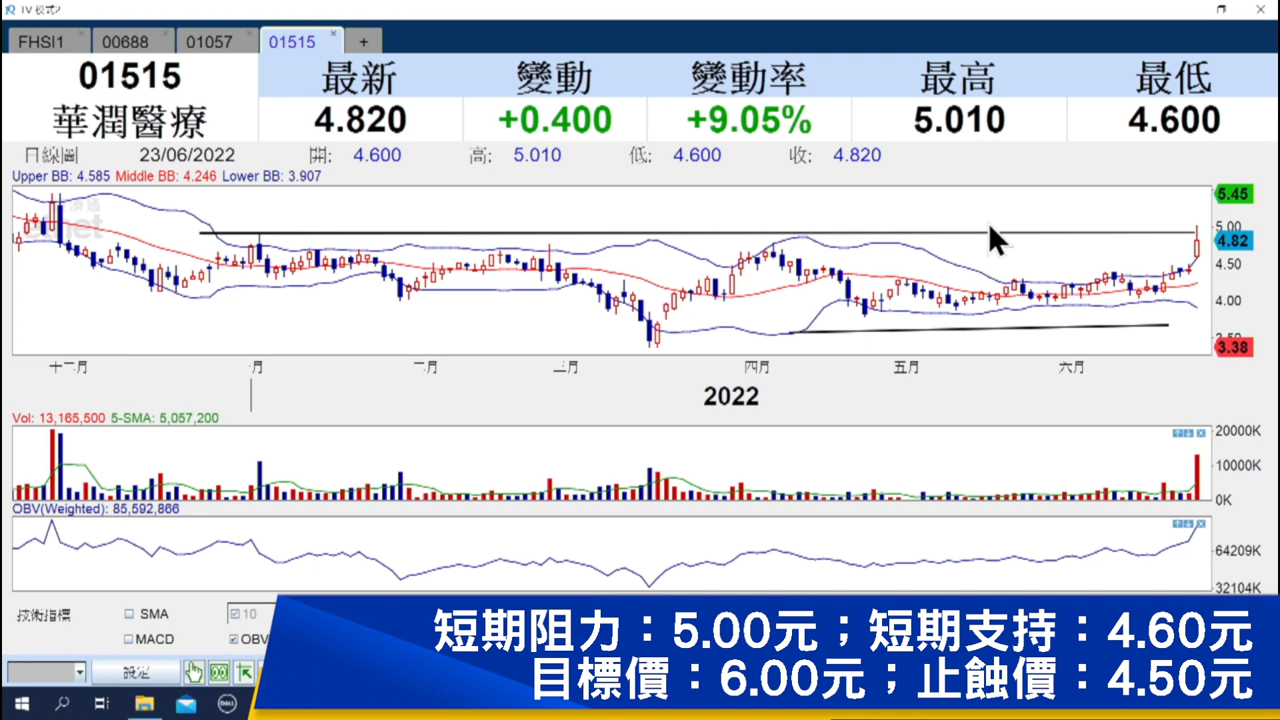 TV 模式2
FHSI1 00688 01057 01515 +
01515 最新 變動 變動率 最高 最低
華潤醫療 4.820 +0.400 +9.05% 5.010 4.600
日線圖 23/06/2022 開: 4.600 高: 5.010 低: 4.600 收: 4.820
Upper BB: 4.585 Middle BB: 4.246 Lower BB: 3.907
5.45
5.00
4.82
4.50
4.00
3.38
十二月 二月 三月 四月 五月 六月
2022
Vol: 13,165,500 5-SMA: 5,057,200
20000K
10000K
0K
OBV(Weighted): 85,592,866
64209K
32104K
技術指標 SMA 10
MACD OBV
設定
短期阻力：5.00元；短期支持：4.60元
目標價：6.00元；止蝕價：4.50元